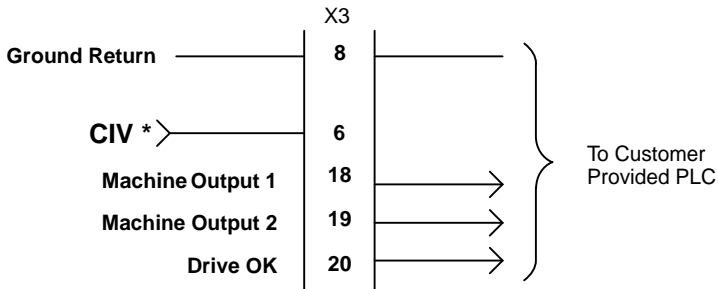 X3
Ground Return 8
CIV * 6
Machine Output 1 18
Machine Output 2 19
Drive OK 20
To Customer
Provided PLC